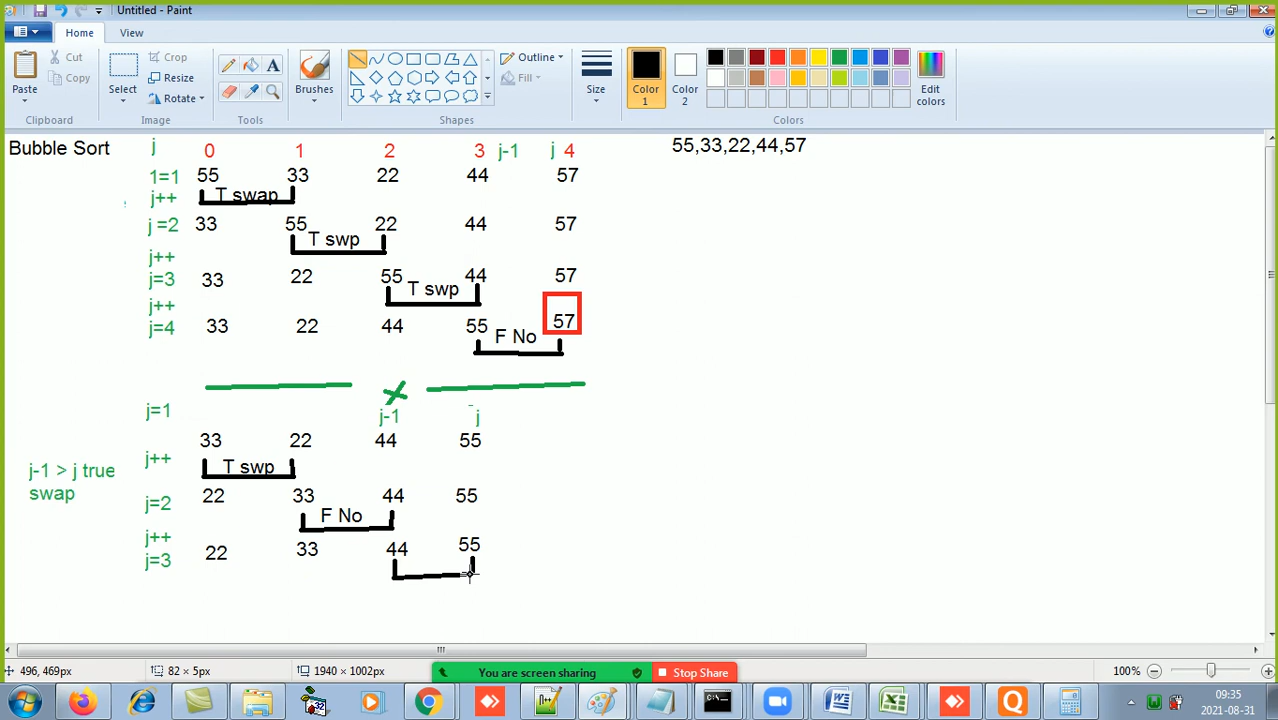 Untitled - Paint
Home View
Paste
Cut
Copy
Clipboard
Select
Crop
Resize
Rotate
Image
A
Tools
Brushes
Outline
Fill
Shapes
Size
Color 1
Color 2
Edit colors
Colors
Bubble Sort j 0 1 2 3 j-1 j 4 55,33,22,44,57
1=1 55 33 22 44 57
j++ T swap
j =2 33 55 22 44 57
T swp
j++
j=3 33 22 55 44 57
j++ T swp
j=4 33 22 44 55 57
F No
j=1 j-1 j
33 22 44 55
j++
j-1 > j true T swp
swap
j=2 22 33 44 55
F No
j++
j=3 22 33 44 55
496, 469px 82 × 5px 1940 × 1002px 100%
You are screen sharing Stop Share
09:35
2021-08-31